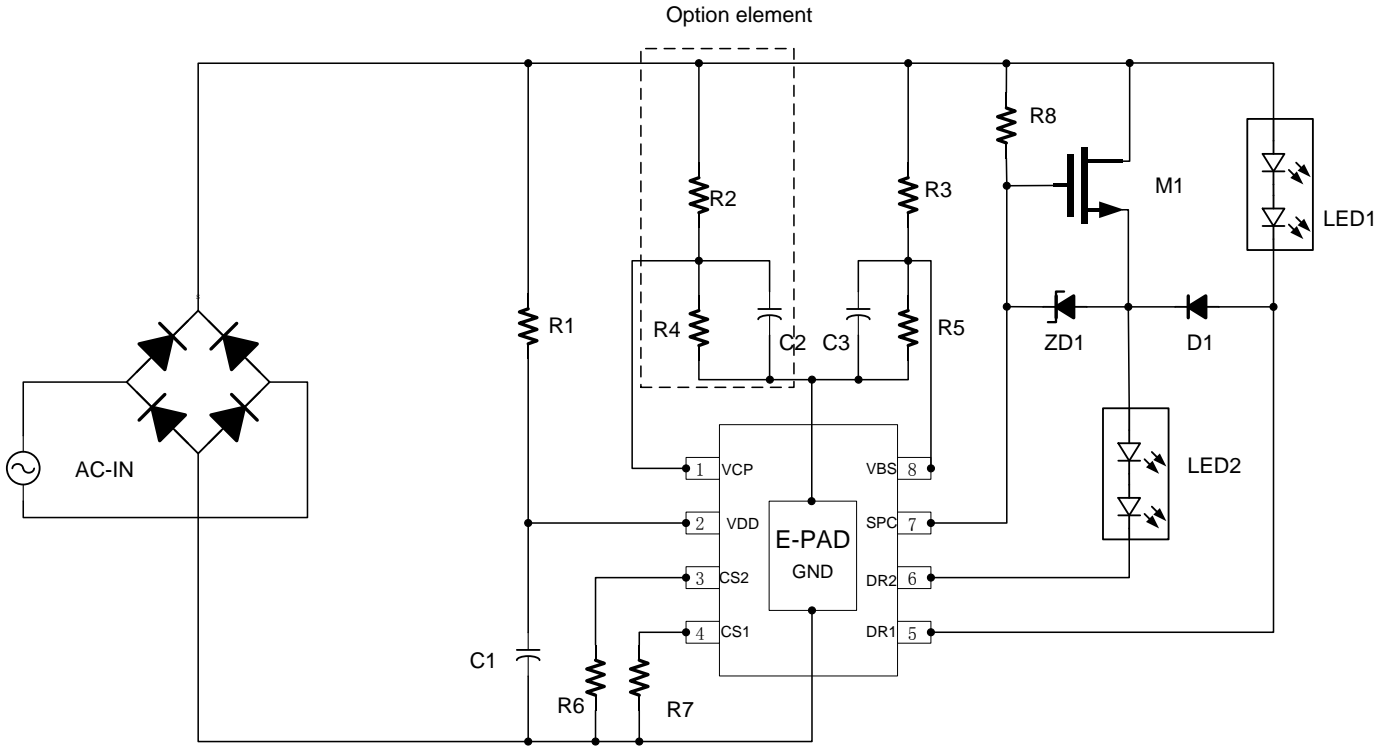 Option element
R8
R2
R3
M1
LED1
R1
R4
C2
C3
R5
ZD1
D1
AC-IN
LED2
1 VCP
VBS 8
2 VDD
SPC 7
E-PAD
GND
3 CS2
DR2 6
4 CS1
DR1 5
C1
R6
R7